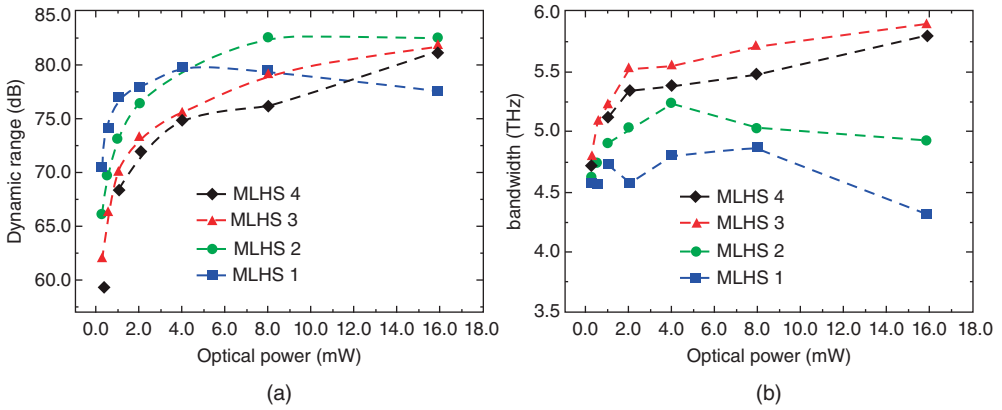 85.0
80.0
75.0
70.0
65.0
60.0
Dynamic range (dB)
MLHS 4
MLHS 3
MLHS 2
MLHS 1
0.0 2.0 4.0 6.0 8.0 10.0 12.0 14.0 16.0 18.0
Optical power (mW)
(a)
6.0
5.5
5.0
4.5
4.0
3.5
bandwidth (THz)
MLHS 4
MLHS 3
MLHS 2
MLHS 1
0.0 2.0 4.0 6.0 8.0 10.0 12.0 14.0 16.0 18.0
Optical power (mW)
(b)